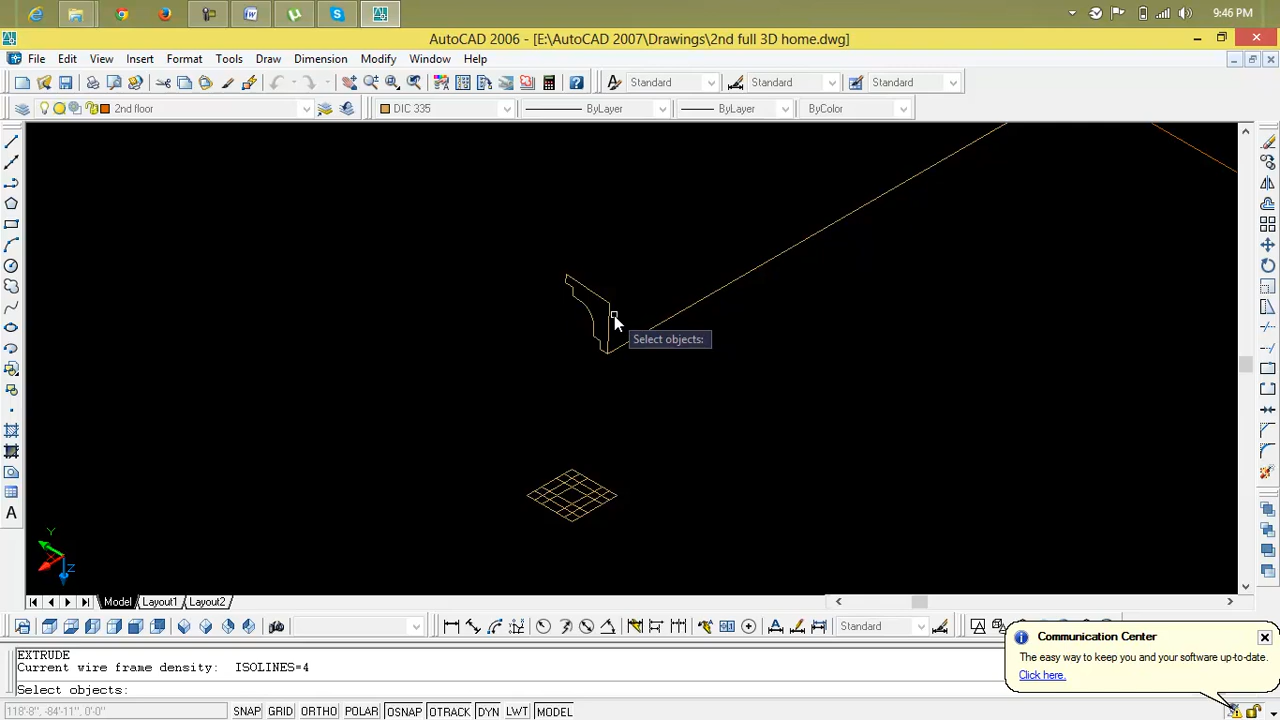 9:46 PM
AutoCAD 2006 - [E:\AutoCAD 2007\Drawings\2nd full 3D home.dwg]
File Edit View Insert Format Tools Draw Dimension Modify Window Help
Standard Standard Standard
2nd floor DIC 335 ByLayer ByLayer ByColor
A
Select objects:
Y
Z
Model Layout1 Layout2
Standard
EXTRUDE
Current wire frame density: ISOLINES=4
Select objects:
Communication Center
The easy way to keep you and your software up-to-date.
Click here.
118'-8", -84'-11", 0'-0" SNAP GRID ORTHO POLAR OSNAP OTRACK DYN LWT MODEL